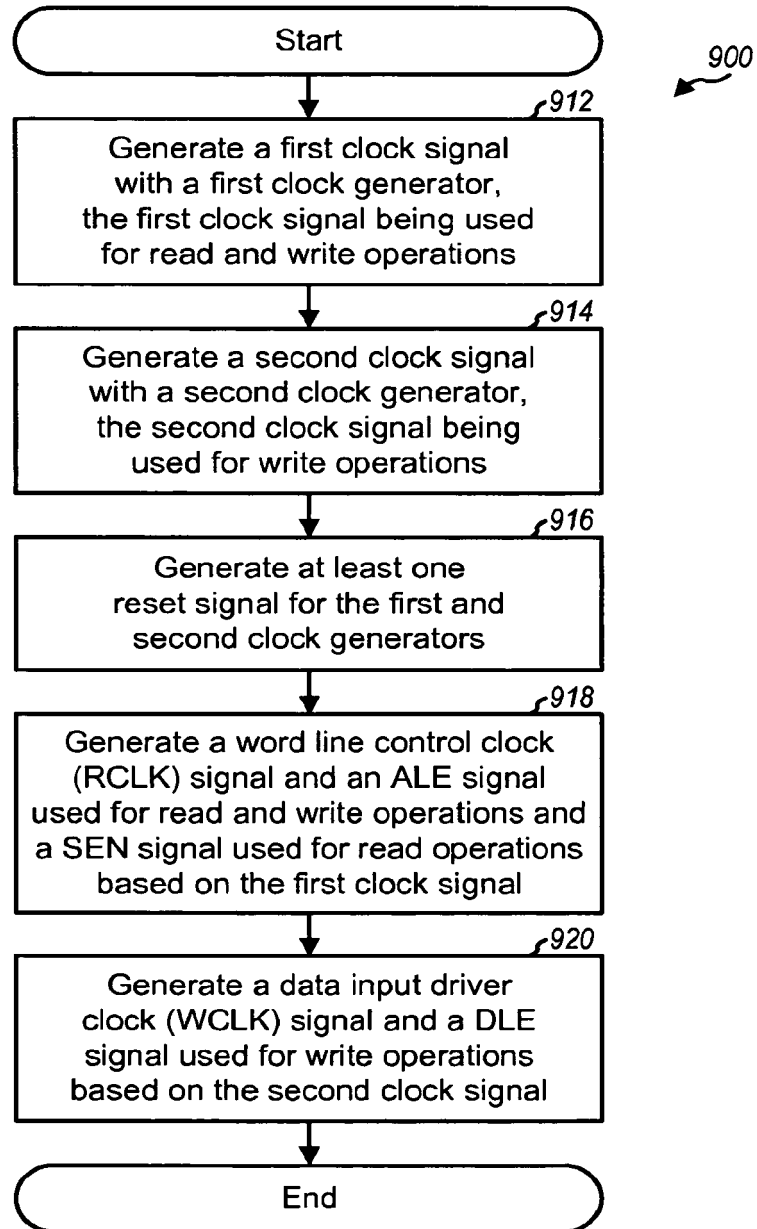 Start
900
912
Generate a first clock signal
with a first clock generator,
the first clock signal being used
for read and write operations
914
Generate a second clock signal
with a second clock generator,
the second clock signal being
used for write operations
916
Generate at least one
reset signal for the first and
second clock generators
918
Generate a word line control clock
(RCLK) signal and an ALE signal
used for read and write operations and
a SEN signal used for read operations
based on the first clock signal
920
Generate a data input driver
clock (WCLK) signal and a DLE
signal used for write operations
based on the second clock signal
End